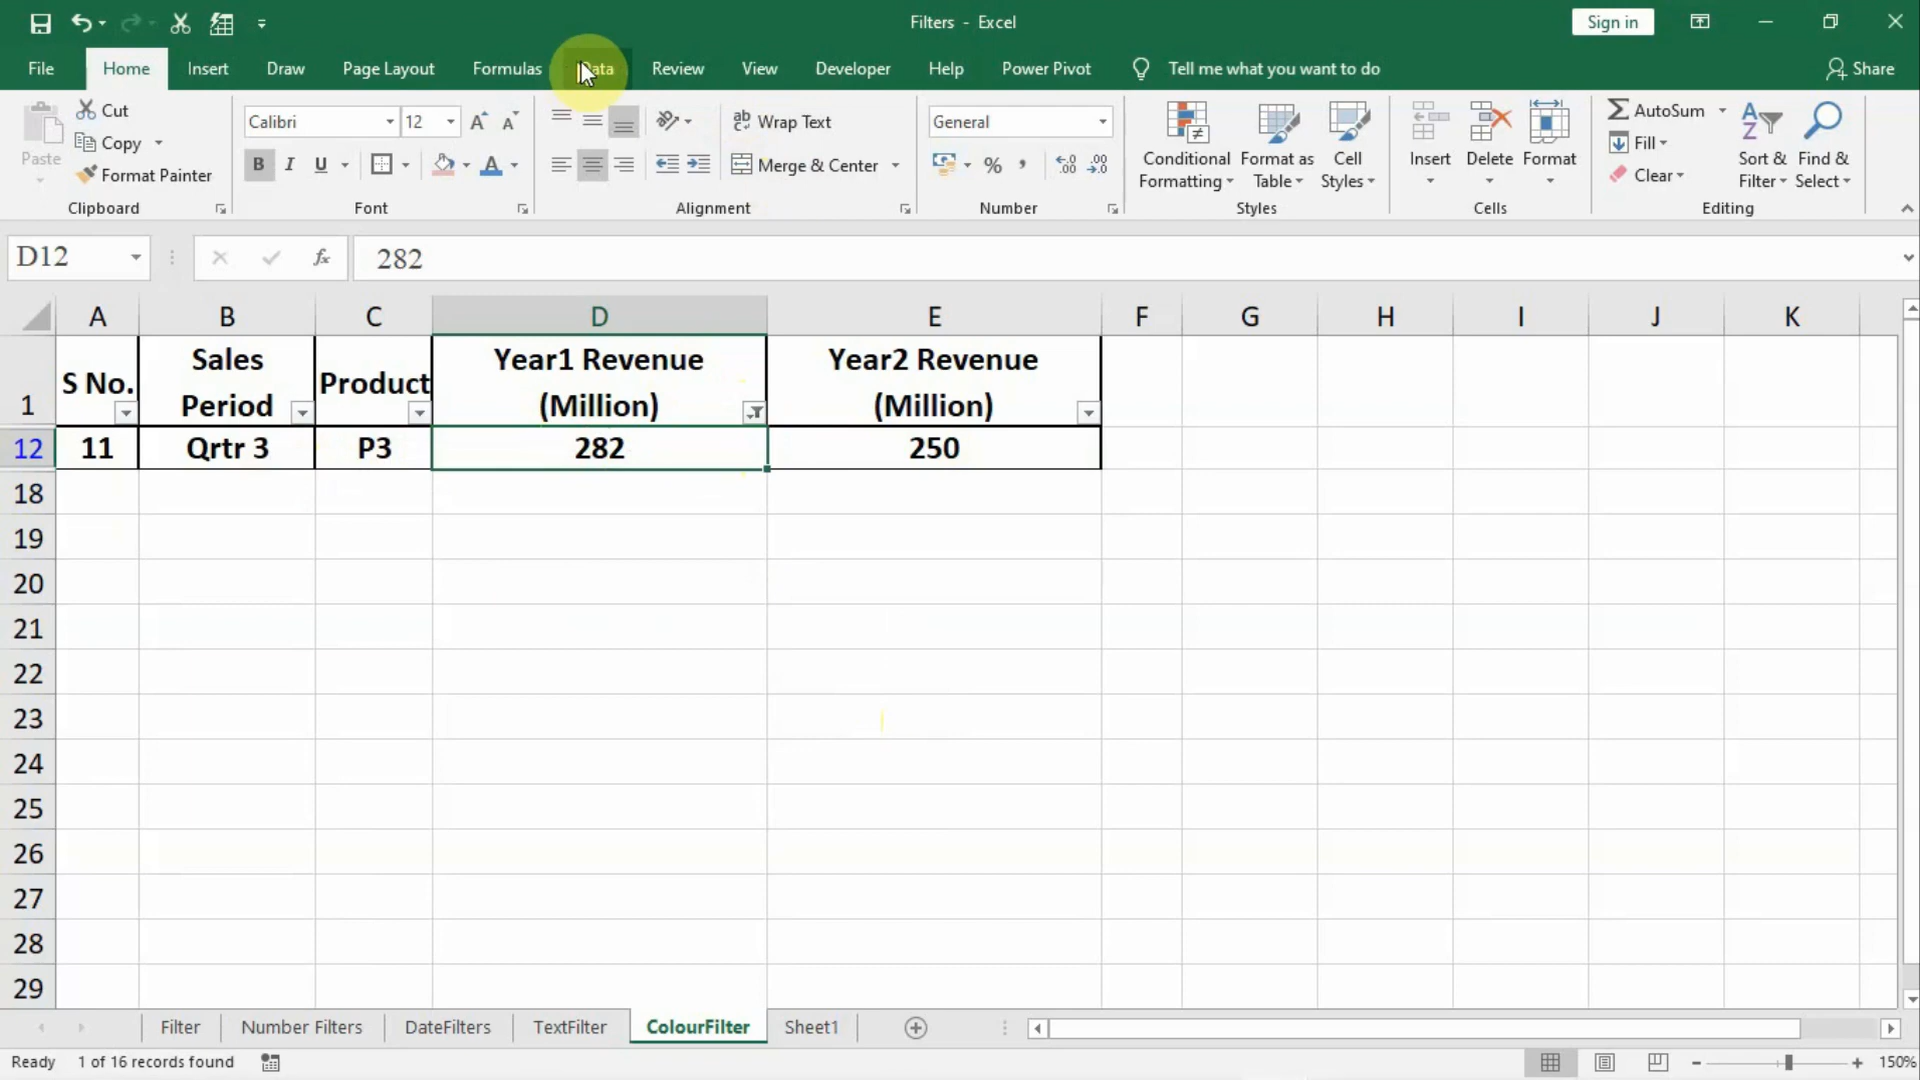 Filters - Excel
Sign in
File Home Insert Draw Page Layout Formulas Data Review View Developer Help Power Pivot Tell me what you want to do Share
Paste
Cut
Copy
Format Painter
Clipboard
Calibri 12
B I U A
Font
ab Wrap Text
Merge & Center
Alignment
General
% ,
Number
Conditional Formatting
Format as Table
Cell Styles
Styles
Insert Delete Format
Cells
AutoSum
Fill
Clear
Sort & Filter
Find & Select
Editing
D12 fx 282
A B C D E F G H I J K
1 S No. Sales Period Product Year1 Revenue (Million) Year2 Revenue (Million)
12 11 Qrtr 3 P3 282 250
18
19
20
21
22
23
24
25
26
27
28
29
Filter Number Filters DateFilters TextFilter ColourFilter Sheet1
Ready 1 of 16 records found 150%